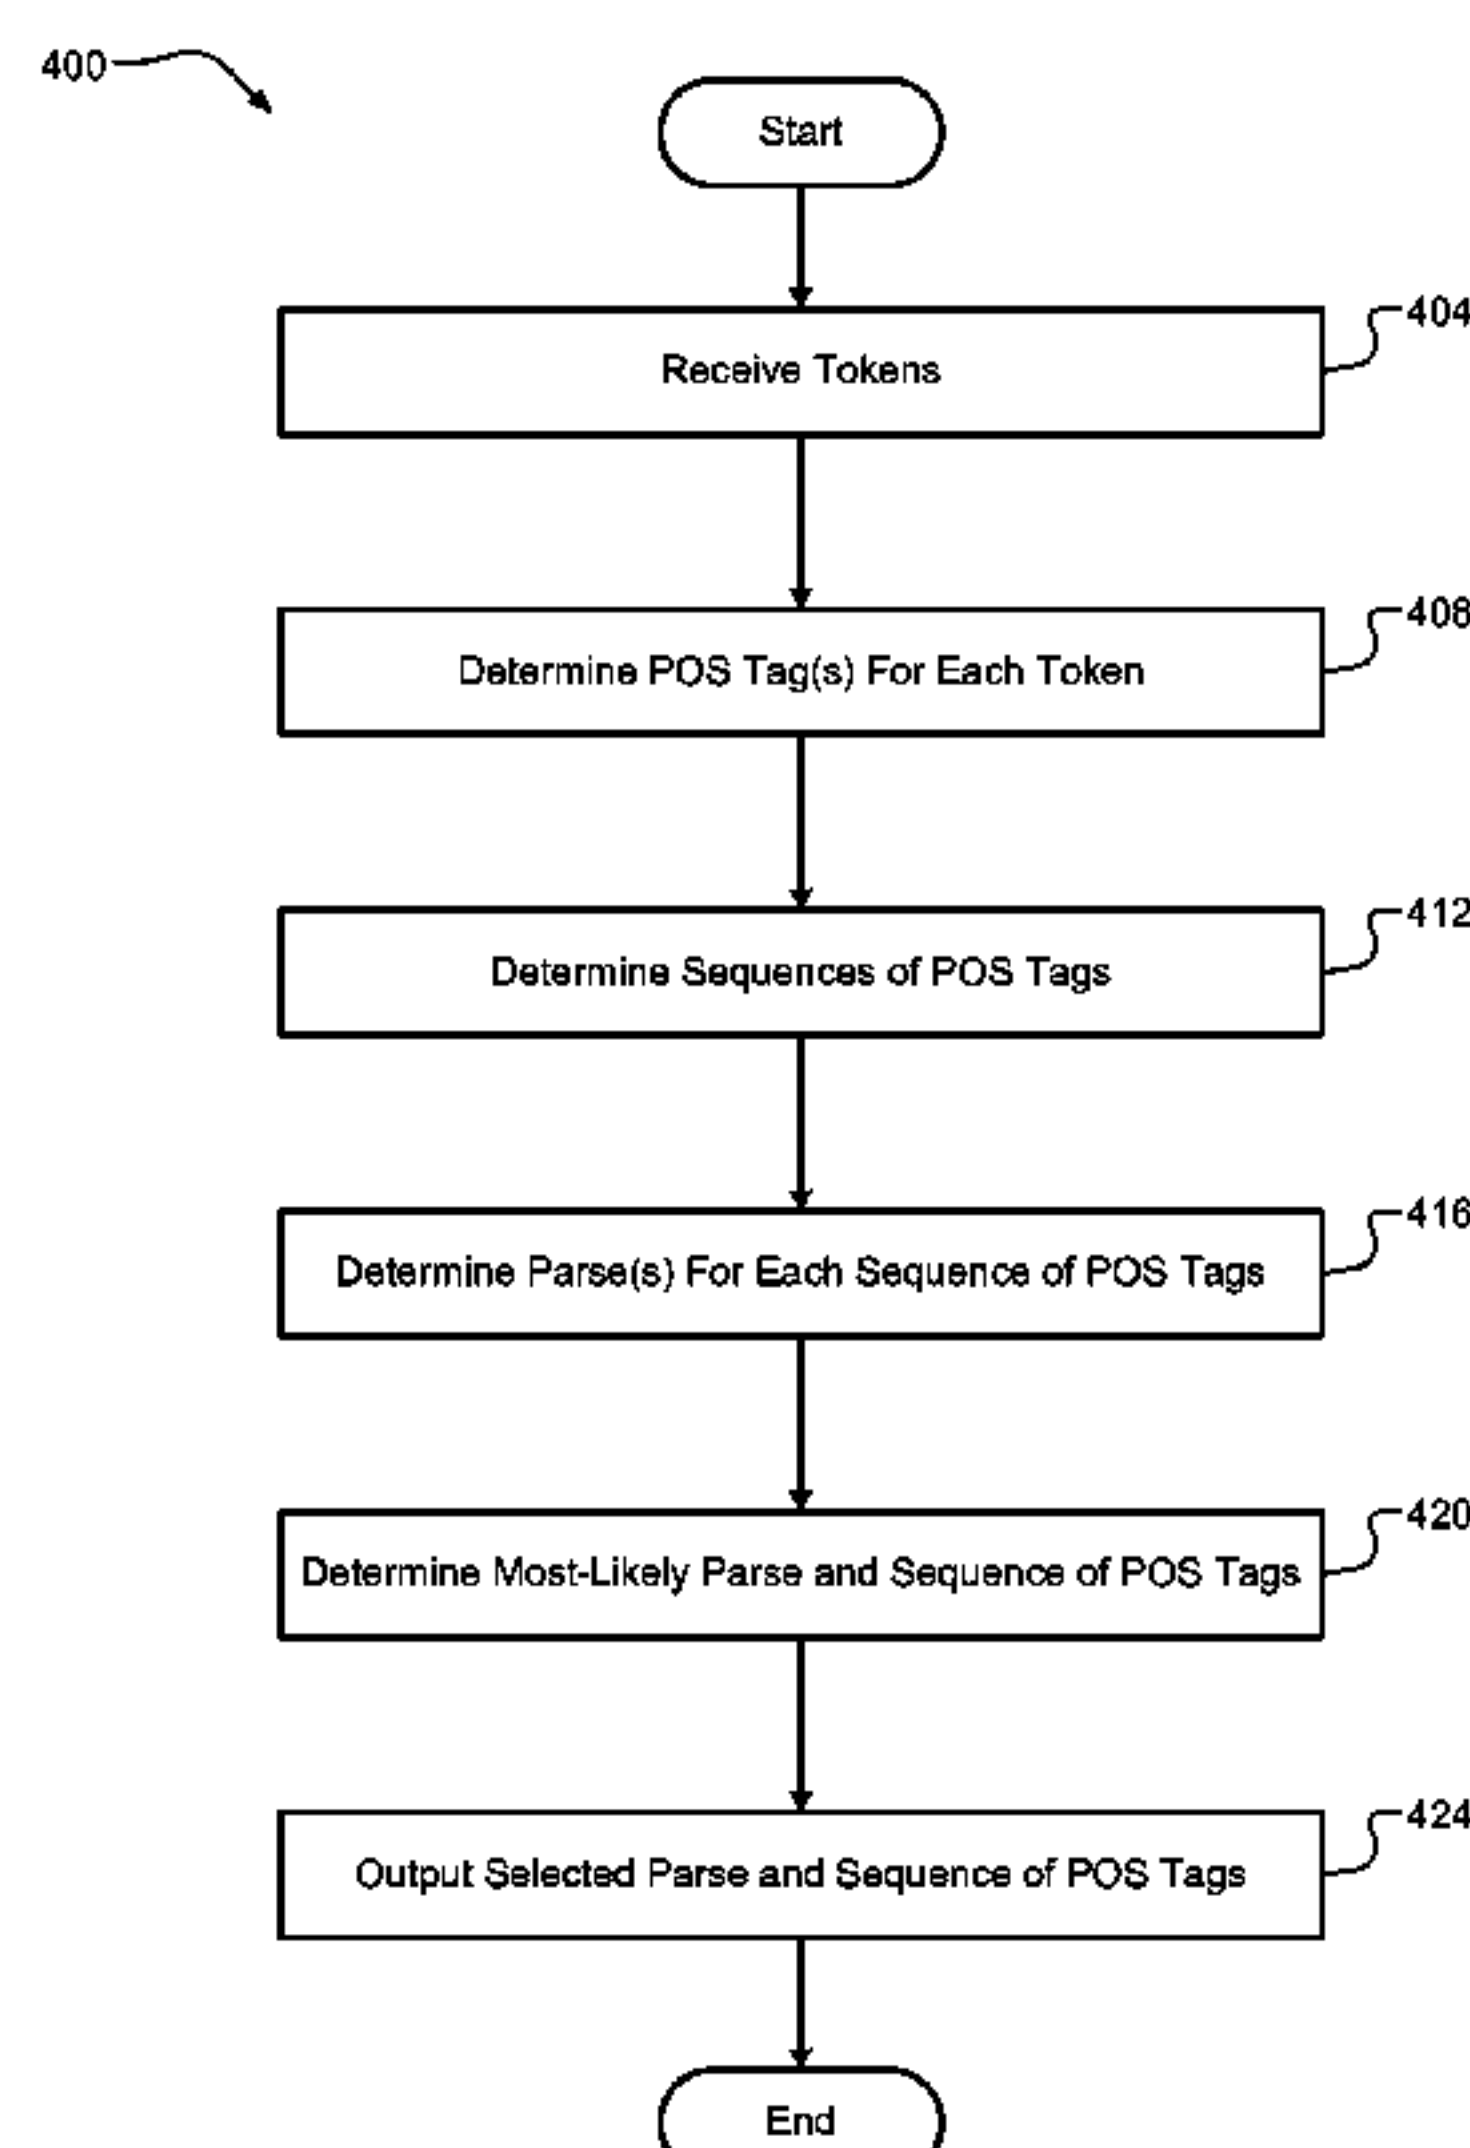 400
Start
404
Receive Tokens
408
Determine POS Tag(s) For Each Token
412
Determine Sequences of POS Tags
416
Determine Parse(s) For Each Sequence of POS Tags
420
Determine Most-Likely Parse and Sequence of POS Tags
424
Output Selected Parse and Sequence of POS Tags
End